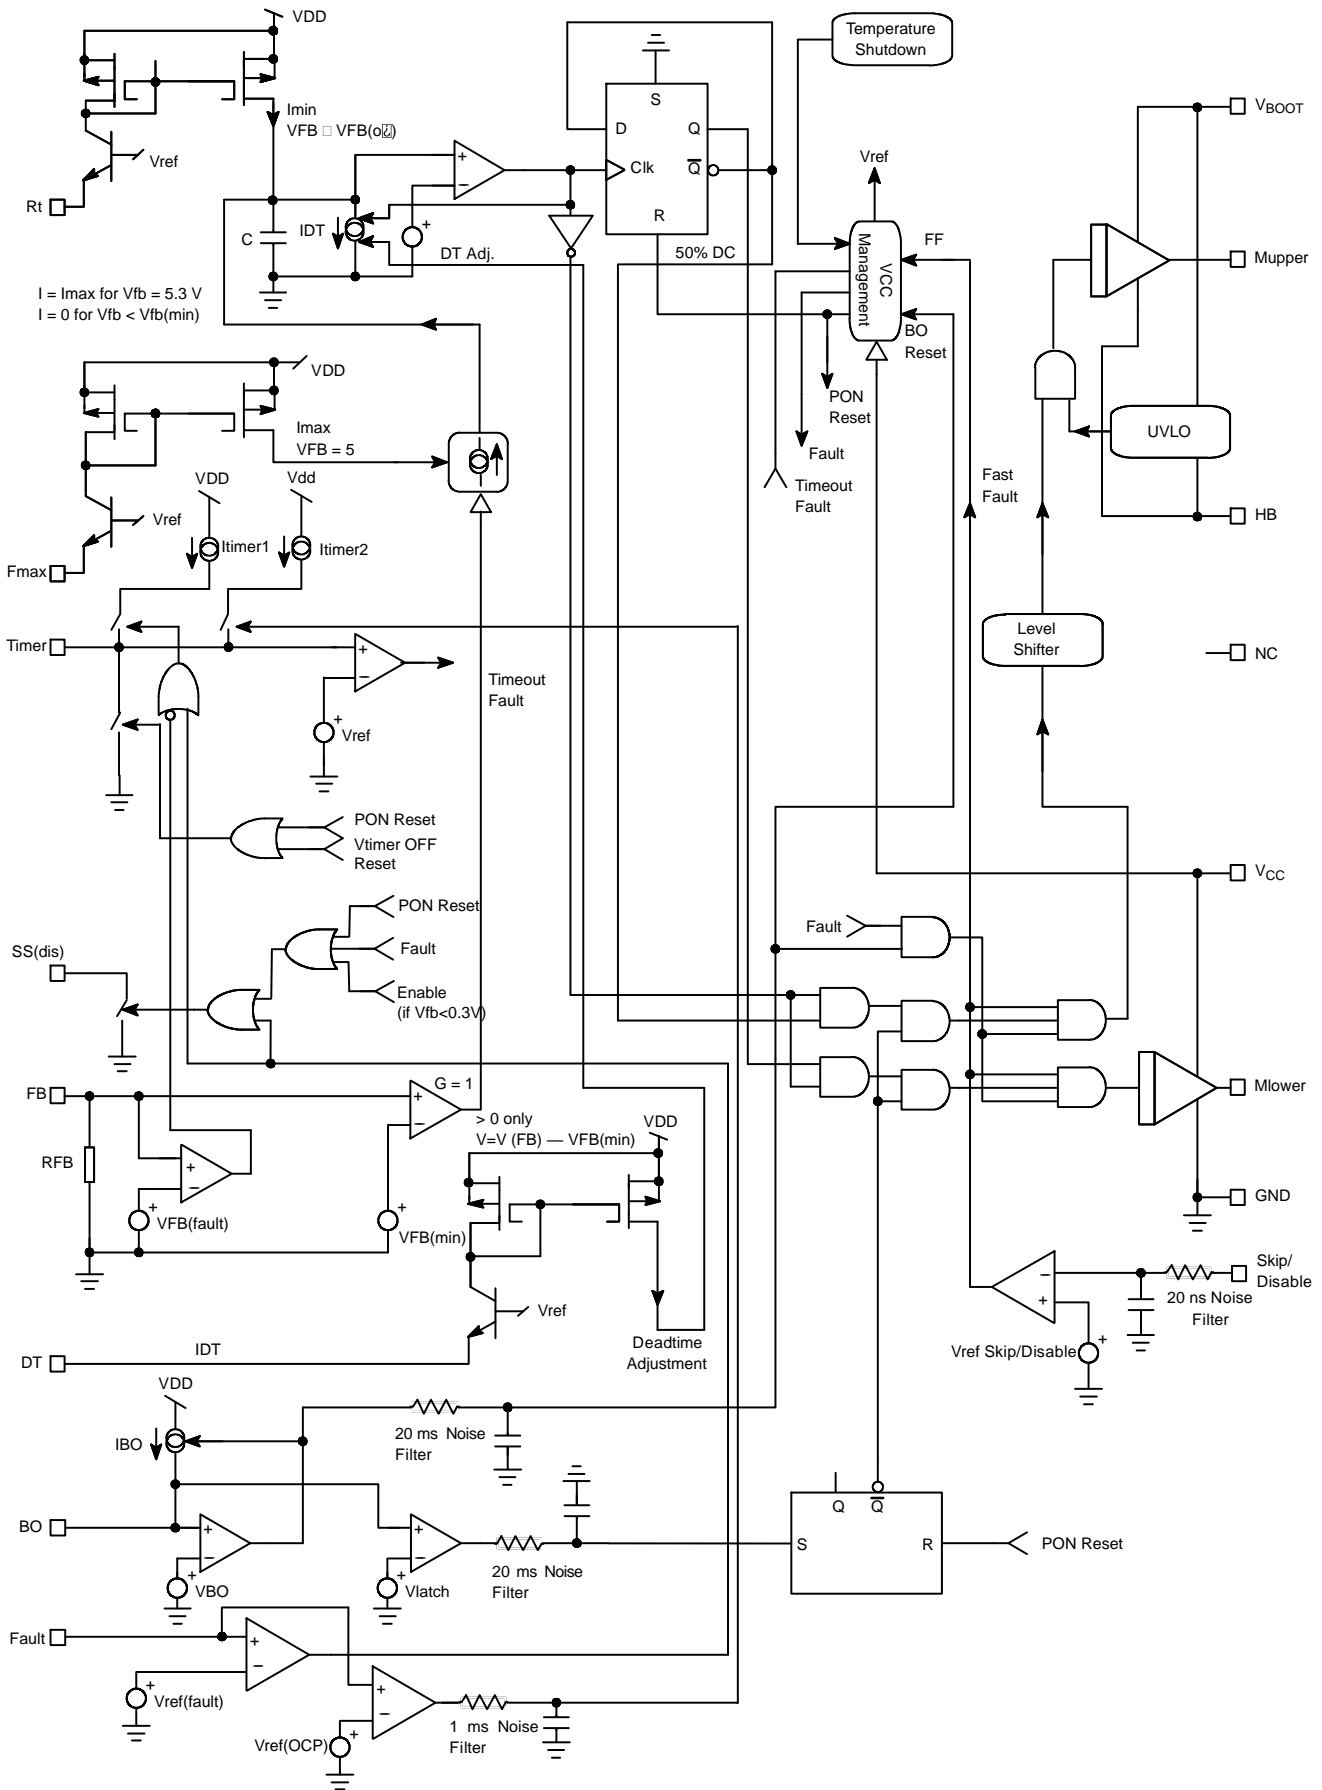 VDD
Temperature
Shutdown
VBOOT
Imin
VFB VFB(o
Vref
Rt
S
D
Q
Clk
Q
R
C
IDT
+
−
+
DT Adj.
50% DC
Vref
FF
VCC
Management
BO
Reset
Mupper
I = Imax for Vfb = 5.3 V
I = 0 for Vfb < Vfb(min)
VDD
PON
Reset
Fault
Timeout
Fault
UVLO
Imax
VFB = 5
VDD
Vdd
Vref
Itimer1
Itimer2
Fast
Fault
HB
Fmax
Timer
+
−
Timeout
Fault
+
Vref
Level
Shifter
NC
PON Reset
Vtimer OFF
Reset
VCC
PON Reset
Fault
Enable
(if Vfb<0.3V)
SS(dis)
Fault
FB
G = 1
+
−
> 0 only
V=V (FB) — VFB(min)
VDD
Mlower
RFB
+
−
+
VFB(fault)
+
VFB(min)
GND
Vref
Skip/
Disable
−
+
20 ns Noise
Filter
Vref Skip/Disable
+
IDT
DT
Deadtime
Adjustment
VDD
IBO
20 ms Noise
Filter
BO
+
−
+
VBO
+
−
+
Vlatch
20 ms Noise
Filter
Q
Q
S
R
PON Reset
Fault
+
−
+
Vref(fault)
+
−
+
Vref(OCP)
1 ms Noise
Filter